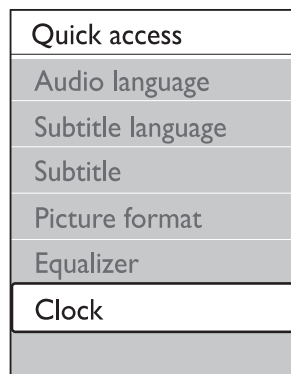 Quick access
Audio language
Subtitle language
Subtitle
Picture format
Equalizer
Clock